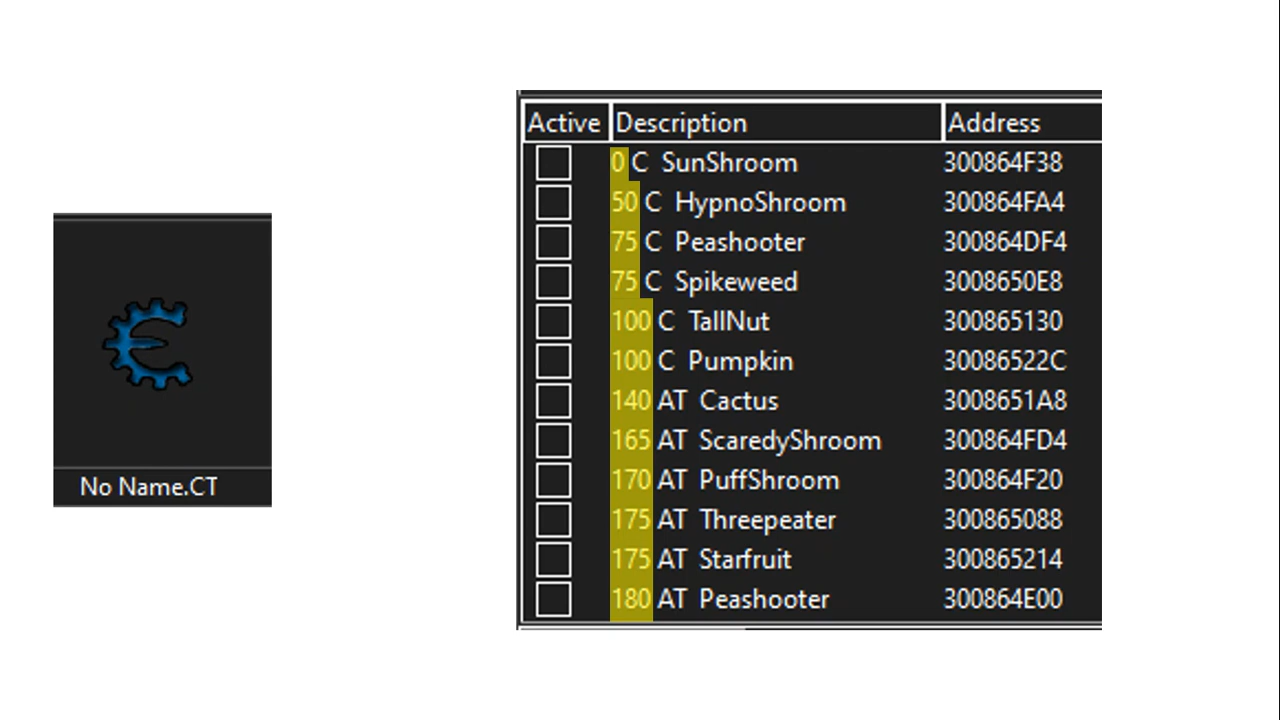 No Name.CT
Active Description Address
0 C SunShroom 300864F38
50 C HypnoShroom 300864FA4
75 C Peashooter 300864DF4
75 C Spikeweed 3008650E8
100 C TallNut 300865130
100 C Pumpkin 30086522C
140 AT Cactus 3008651A8
165 AT ScaredyShroom 300864FD4
170 AT PuffShroom 300864F20
175 AT Threepeater 300865088
175 AT Starfruit 300865214
180 AT Peashooter 300864E00